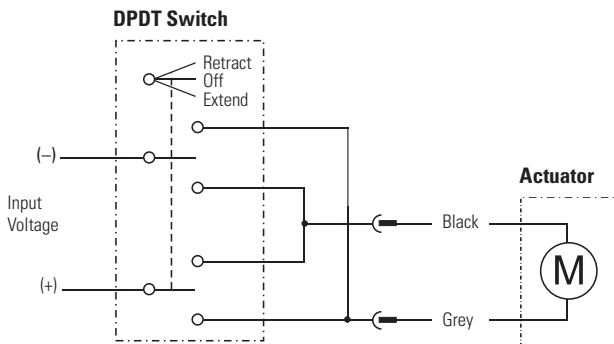 DPDT Switch
Retract
Off
Extend
(–)
Input
Voltage
(+)
Actuator
Black
M
Grey